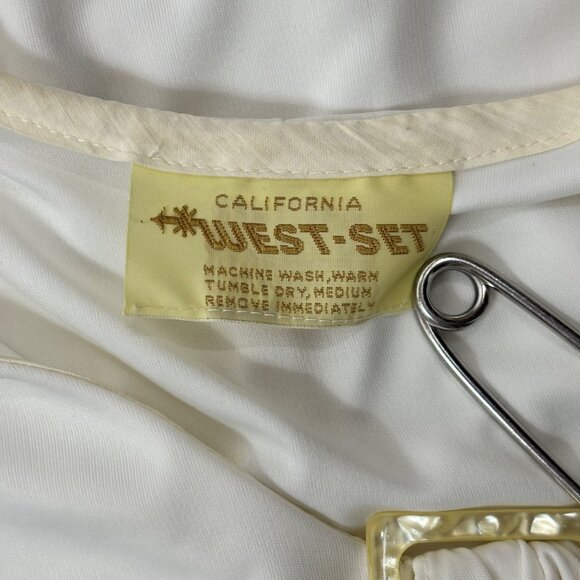 CALIFORNIA
WEST-SET
MACHINE WASH, WARM
TUMBLE DRY, MEDIUM
REMOVE IMMEDIATELY